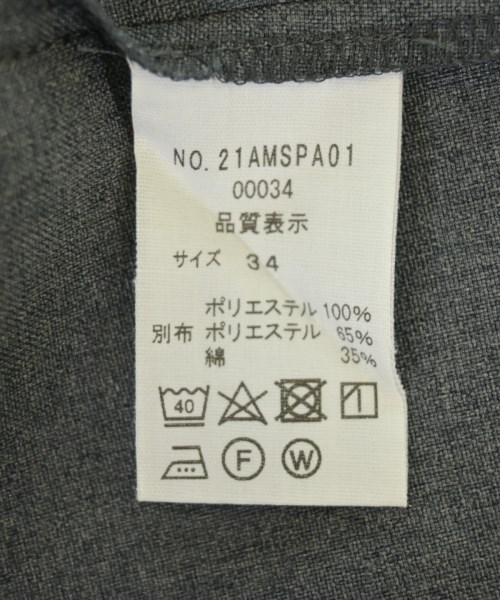 NO. 21AMSPA01
00034
品質表示
サイズ 34
ポリエステル 100%
別布 ポリエステル 65%
綿 35%
40
F W